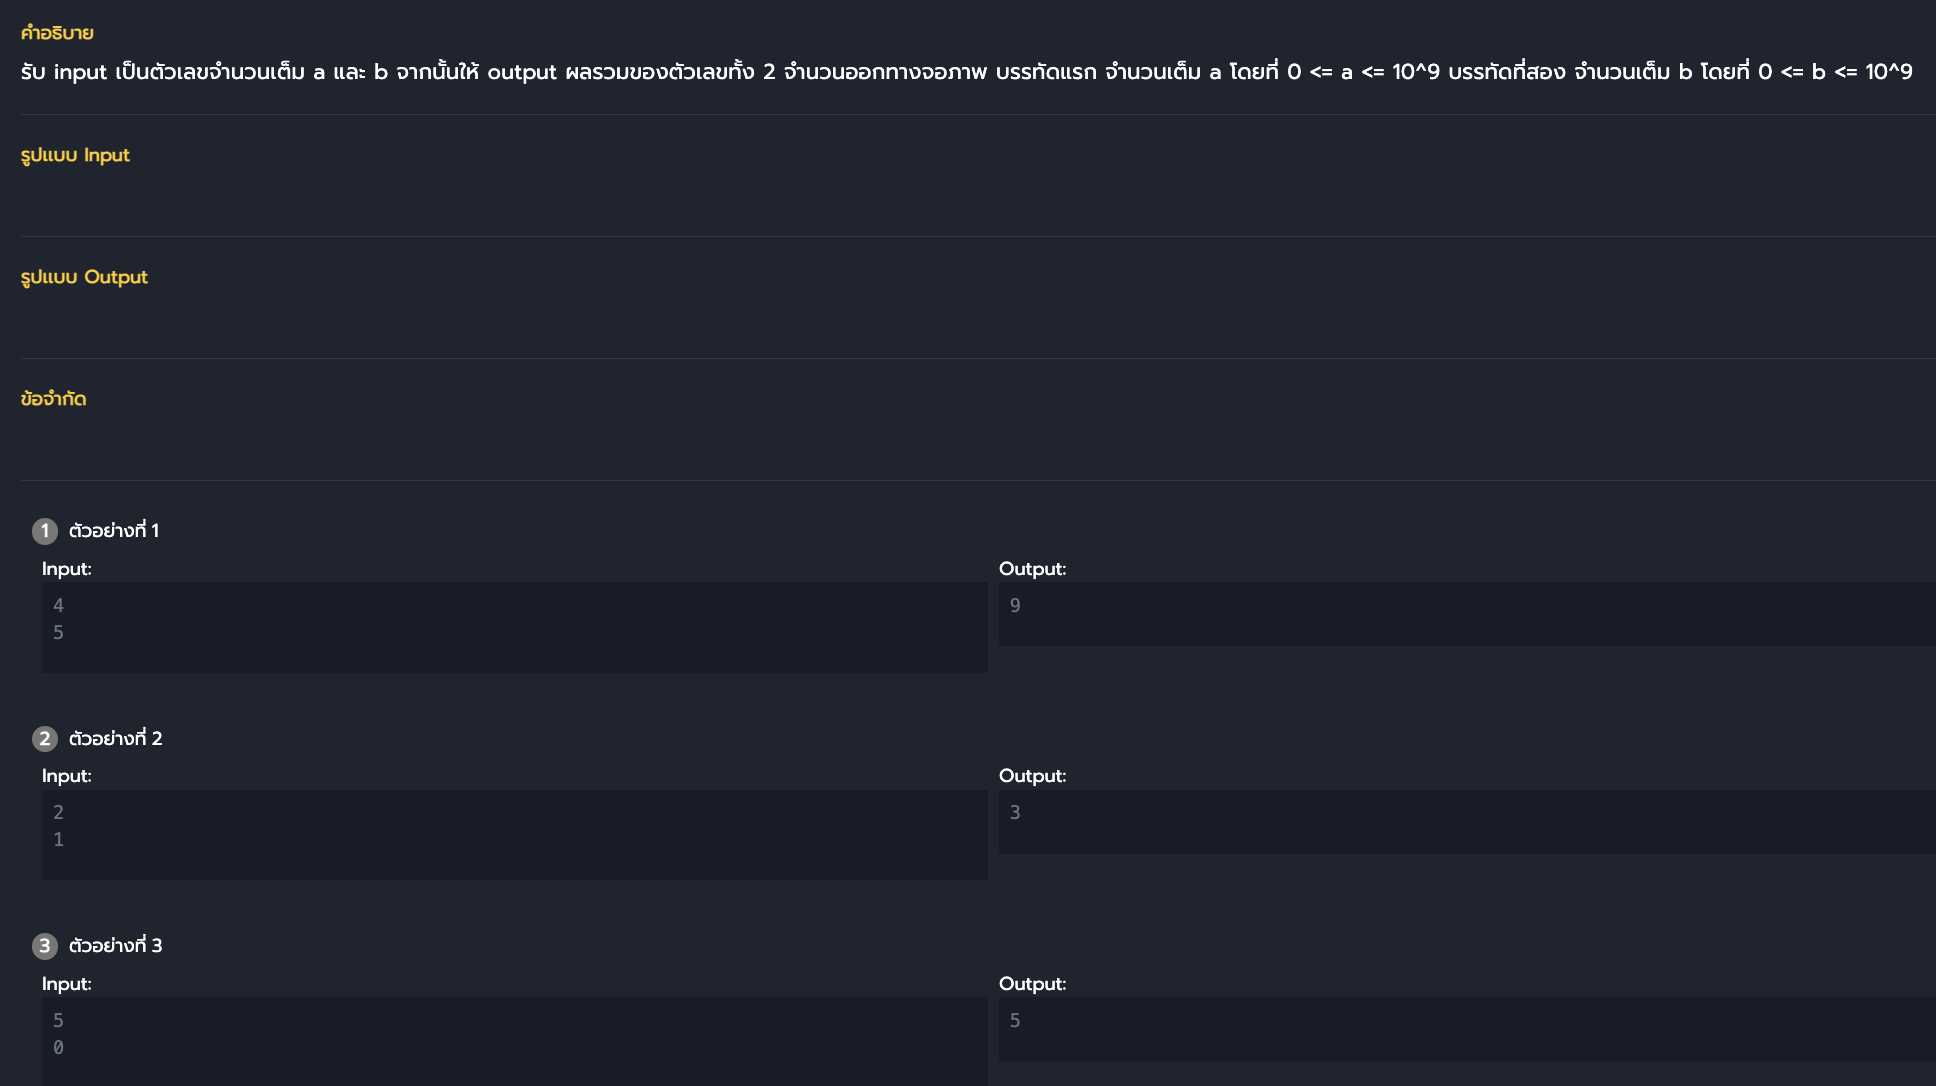 คำอธิบาย
รับ input เป็นตัวเลขจำนวนเต็ม a และ b จากนั้นให้ output ผลรวมของตัวเลขทั้ง 2 จำนวนออกทางจอภาพ บรรทัดแรก จำนวนเต็ม a โดยที่ 0 <= a <= 10^9 บรรทัดที่สอง จำนวนเต็ม b โดยที่ 0 <= b <= 10^9
รูปแบบ Input
รูปแบบ Output
ข้อจำกัด
1 ตัวอย่างที่ 1
Input:
4
5
Output:
9
2 ตัวอย่างที่ 2
Input:
2
1
Output:
3
3 ตัวอย่างที่ 3
Input:
5
0
Output:
5